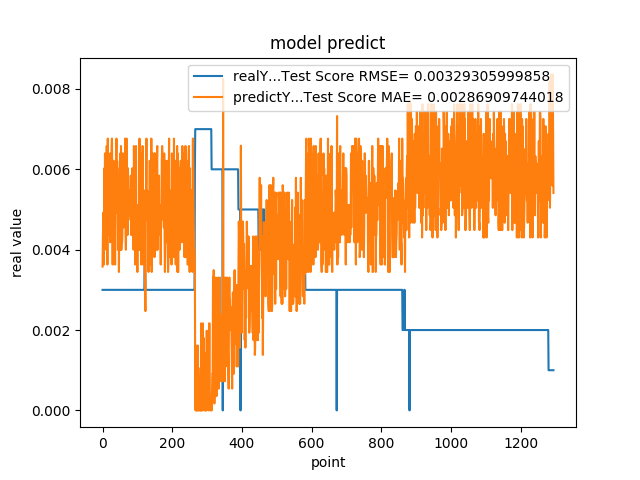 model predict
realY...Test Score RMSE= 0.00329305999858
predictY...Test Score MAE= 0.00286909744018
0.008
0.006
0.004
0.002
0.000
real value
0 200 400 600 800 1000 1200
point